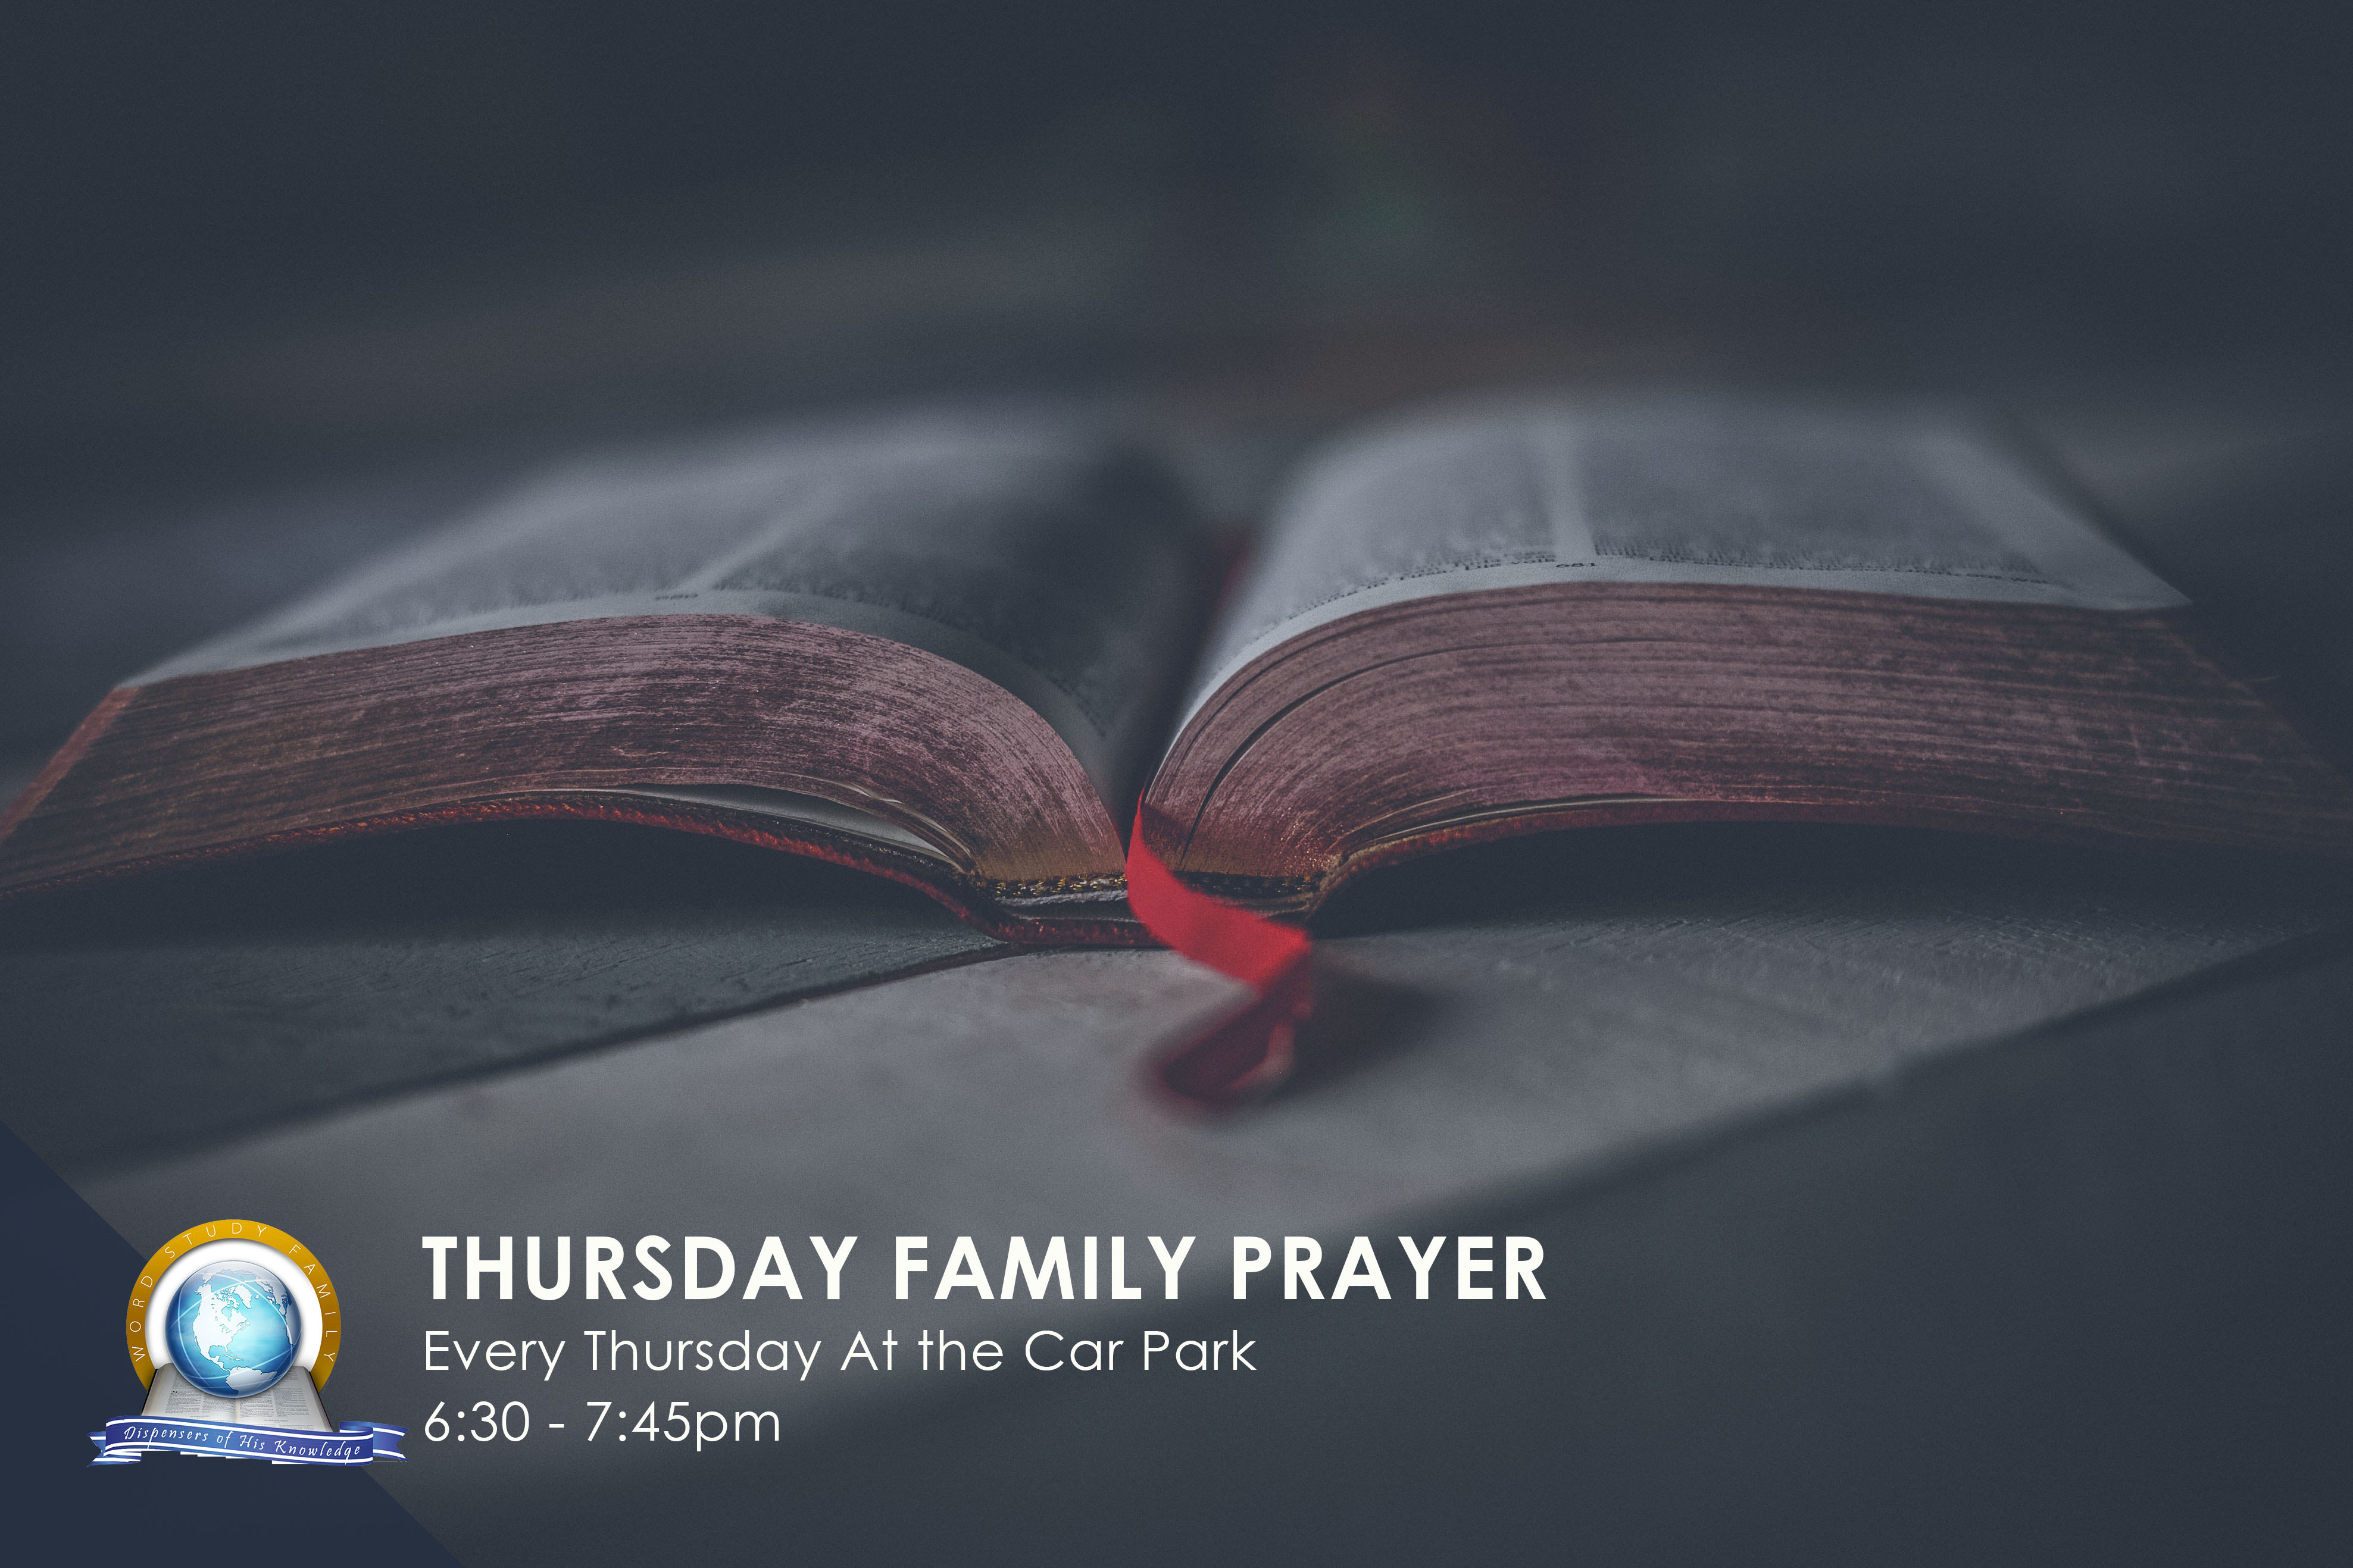 WORD STUDY FAMILY
Dispensers of His Knowledge
THURSDAY FAMILY PRAYER
Every Thursday At the Car Park
6:30 - 7:45pm